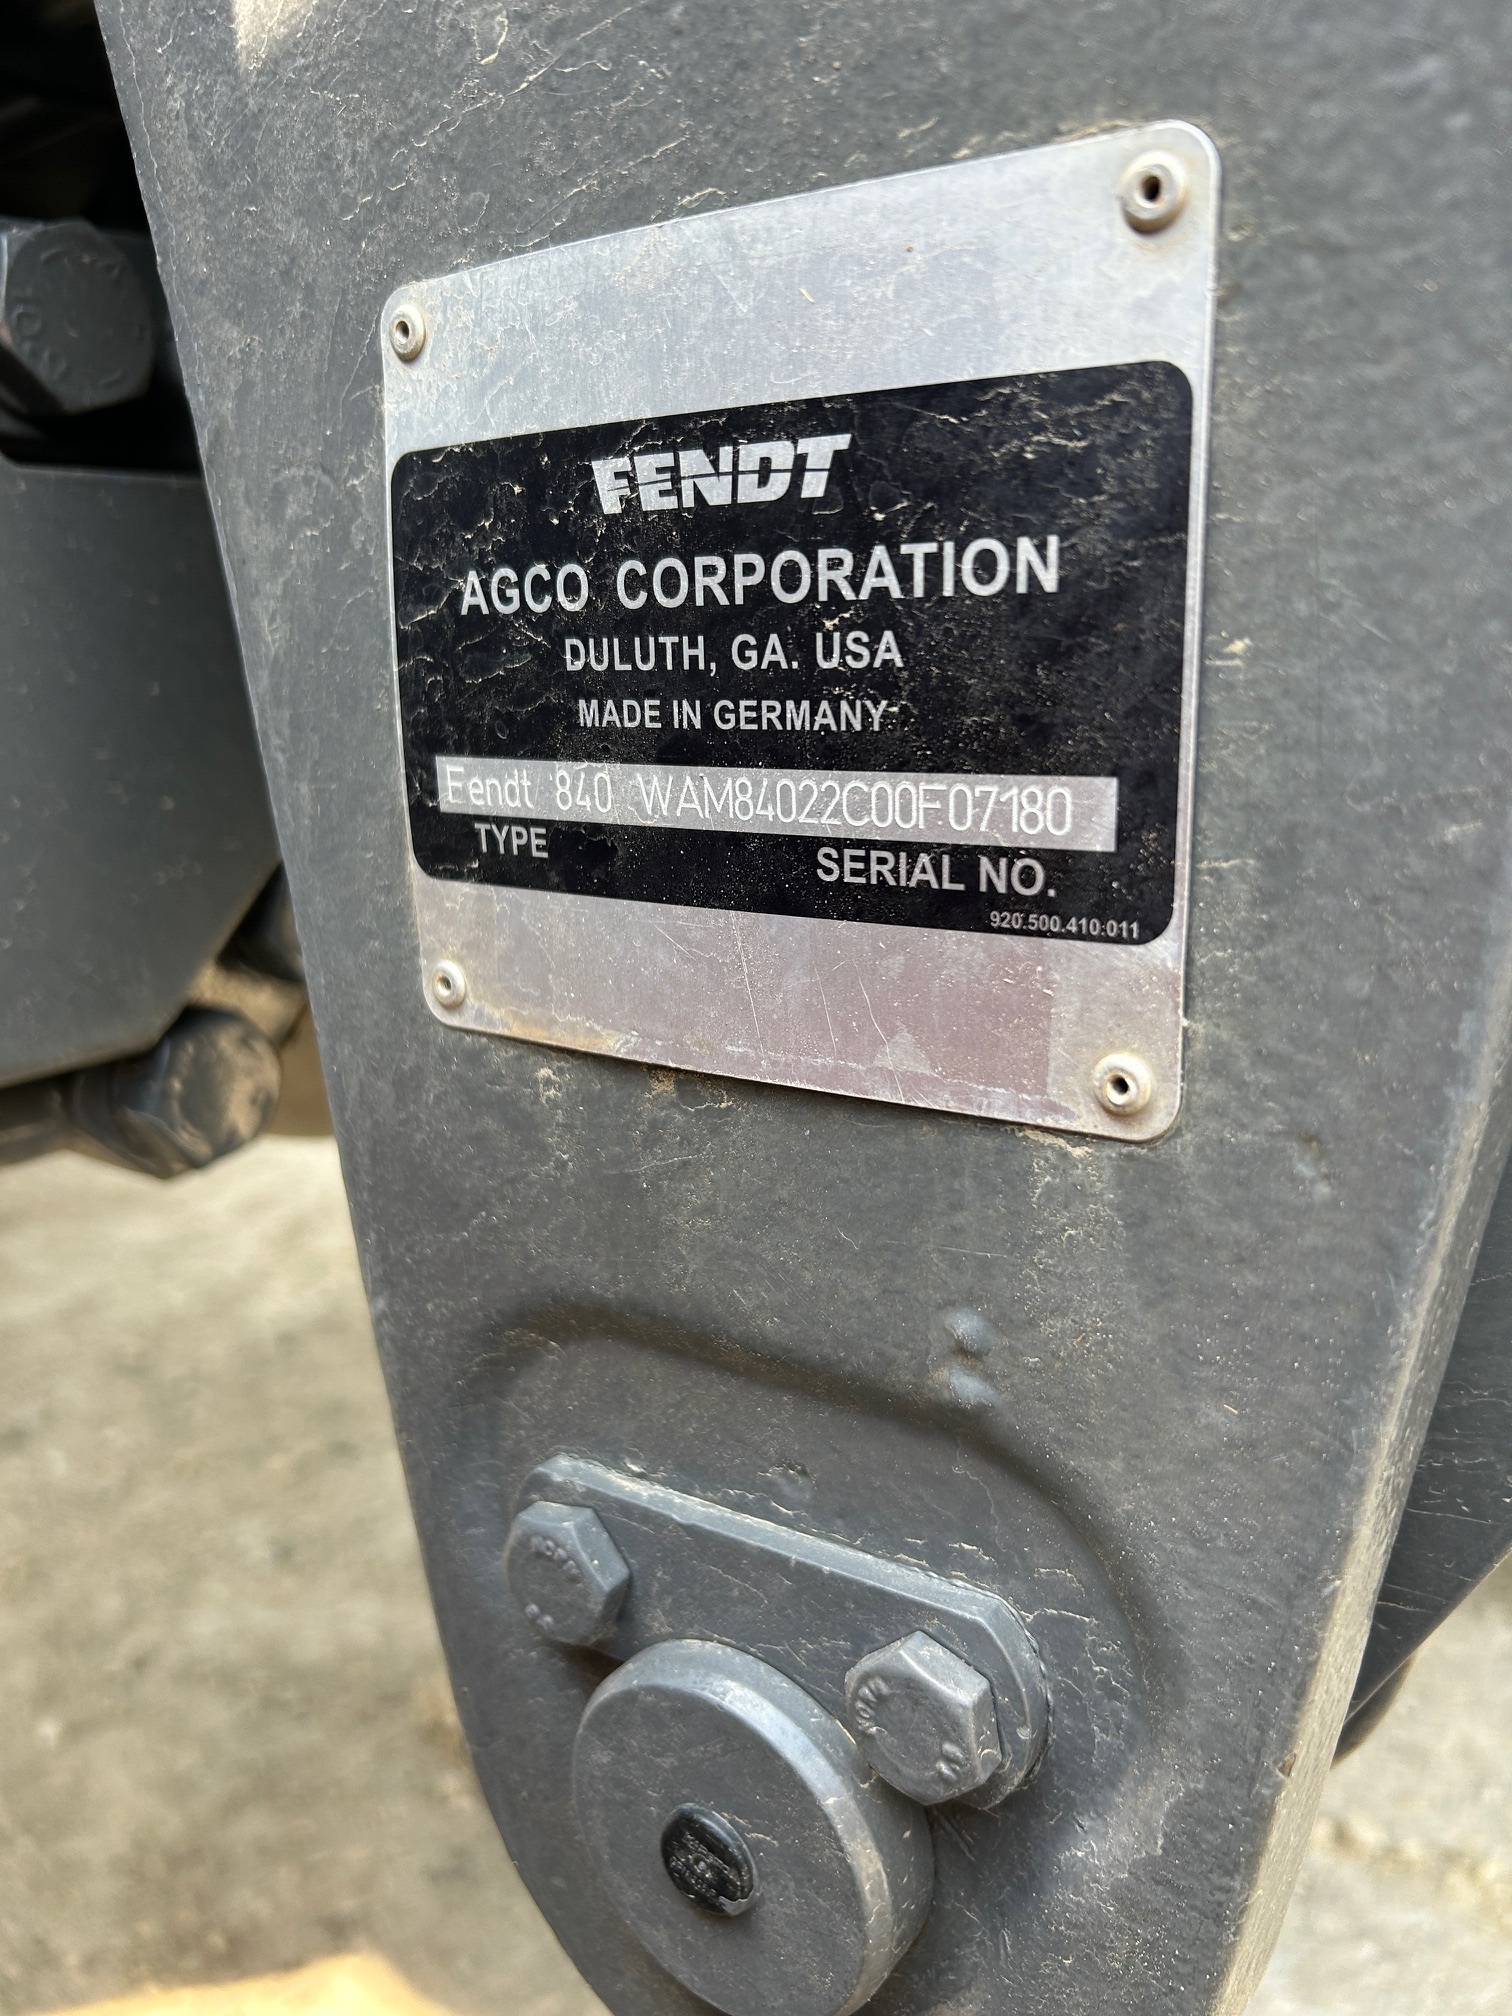 FENDT
AGCO CORPORATION
DULUTH, GA. USA
MADE IN GERMANY
Fendt 840 WAM84022C00F07180
TYPE SERIAL NO.
920.500.410.011